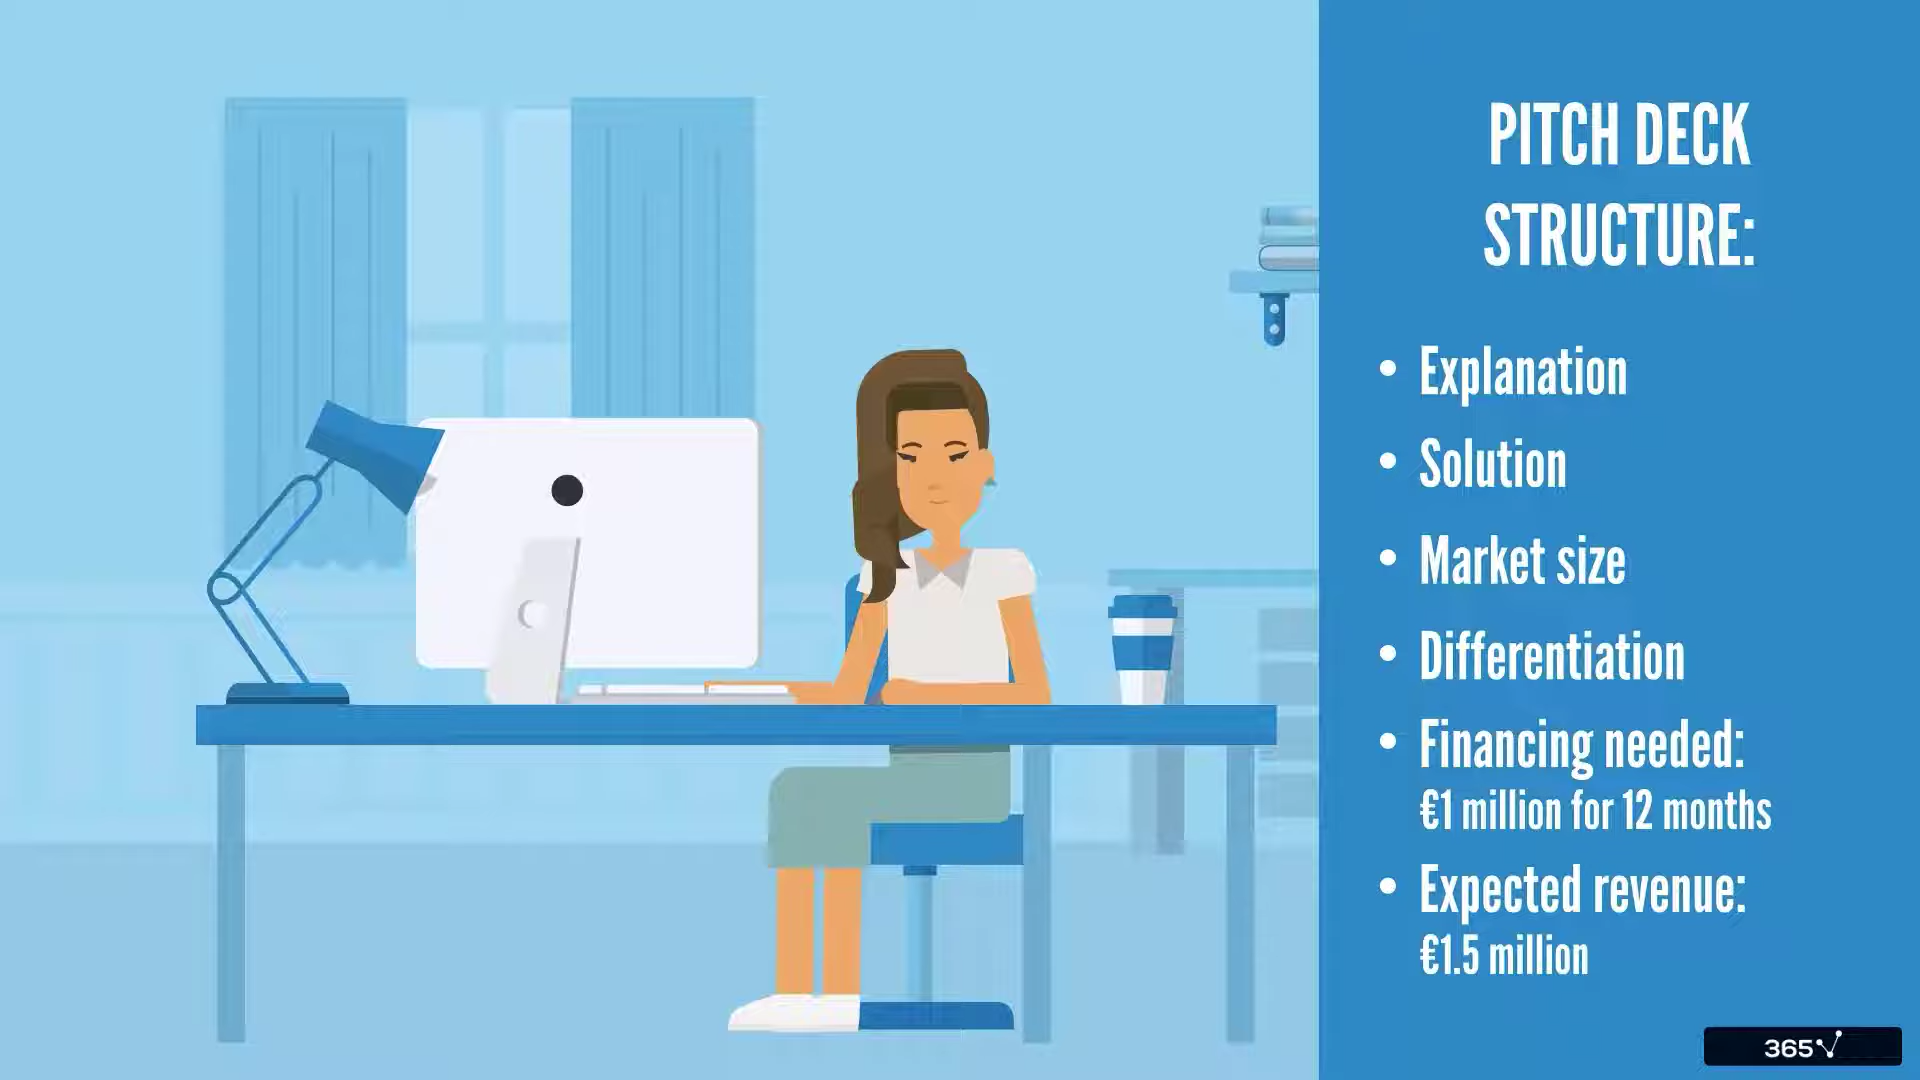 PITCH DECK
STRUCTURE:
• Explanation
• Solution
• Market size
• Differentiation
• Financing needed:
€1 million for 12 months
• Expected revenue:
€1.5 million
365